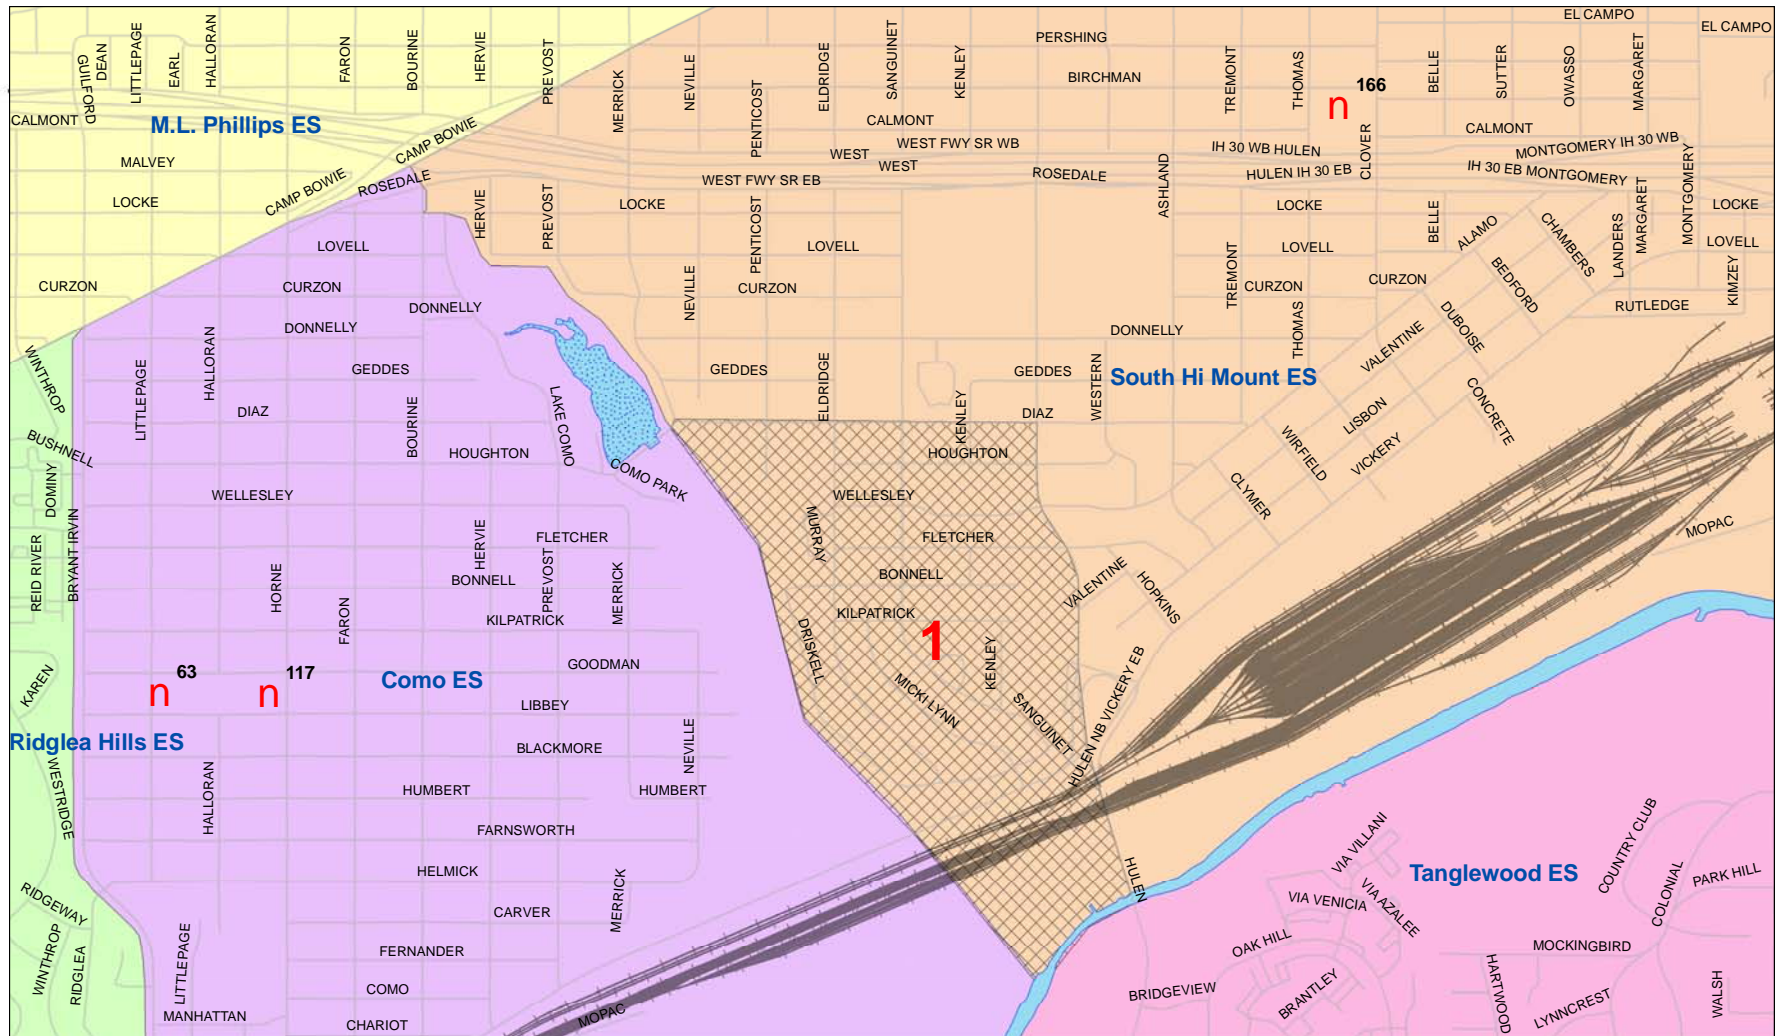 EL CAMPO
EL CAMPO
PERSHING
BIRCHMAN
GUILFORD
DEAN
LITTLEPAGE
EARL
HALLORAN
FARON
BOURINE
HERVIE
PREVOST
MERRICK
NEVILLE
PENTICOST
ELDRIDGE
SANGUINET
KENLEY
TREMONT
THOMAS
166
n
BELLE
SUTTER
OWASSO
MARGARET
CALMONT
M.L. Phillips ES
CALMONT
CALMONT
CAMP BOWIE
WEST FWY SR WB
WEST
WEST
IH 30 WB HULEN
CLOVER
MONTGOMERY IH 30 WB
MALVEY
CAMP BOWIE
ROSEDALE
WEST FWY SR EB
ROSEDALE
HULEN IH 30 EB
IH 30 EB MONTGOMERY
LOCKE
HERVIE
PREVOST
LOCKE
PENTICOST
ASHLAND
LOCKE
BELLE
ALAMO
CHAMBERS
LANDERS
MARGARET
MONTGOMERY
LOCKE
LOVELL
LOVELL
LOVELL
LOVELL
CURZON
CURZON
NEVILLE
CURZON
TREMONT
CURZON
CURZON
BEDFORD
KIMZEY
DONNELLY
DONNELLY
DONNELLY
THOMAS
VALENTINE
DUBOISE
RUTLEDGE
WINTHROP
HALLORAN
LITTLEPAGE
GEDDES
GEDDES
ELDRIDGE
GEDDES
WESTERN
South Hi Mount ES
DIAZ
BOURINE
LAKE COMO
KENLEY
DIAZ
LISBON
CONCRETE
BUSHNELL
HOUGHTON
HOUGHTON
WIRFIELD
VICKERY
DOMINY
WELLESLEY
COMO PARK
WELLESLEY
CLYMER
REID RIVER
BRYANT IRVIN
HERVIE
FLETCHER
MURRAY
FLETCHER
MOPAC
HORNE
BONNELL
PREVOST
MERRICK
BONNELL
VALENTINE
HOPKINS
FARON
KILPATRICK
KILPATRICK
1
DRISKELL
KENLEY
KAREN
63
n
117
n
Como ES
GOODMAN
MICKI LYNN
SANGUINET
HULEN NB VICKERY EB
LIBBEY
Ridglea Hills ES
BLACKMORE
NEVILLE
WESTRIDGE
HALLORAN
HUMBERT
HUMBERT
FARNSWORTH
VIA VILLANI
COUNTRY CLUB
HELMICK
HULEN
Tanglewood ES
PARK HILL
RIDGEWAY
CARVER
MERRICK
VIA VENICIA
VIA AZALEE
COLONIAL
WINTHROP
RIDGLEA
LITTLEPAGE
FERNANDER
OAK HILL
MOCKINGBIRD
COMO
BRIDGEVIEW
BRANTLEY
HARTWOOD
LYNNCREST
WALSH
MANHATTAN
CHARIOT
MOPAC